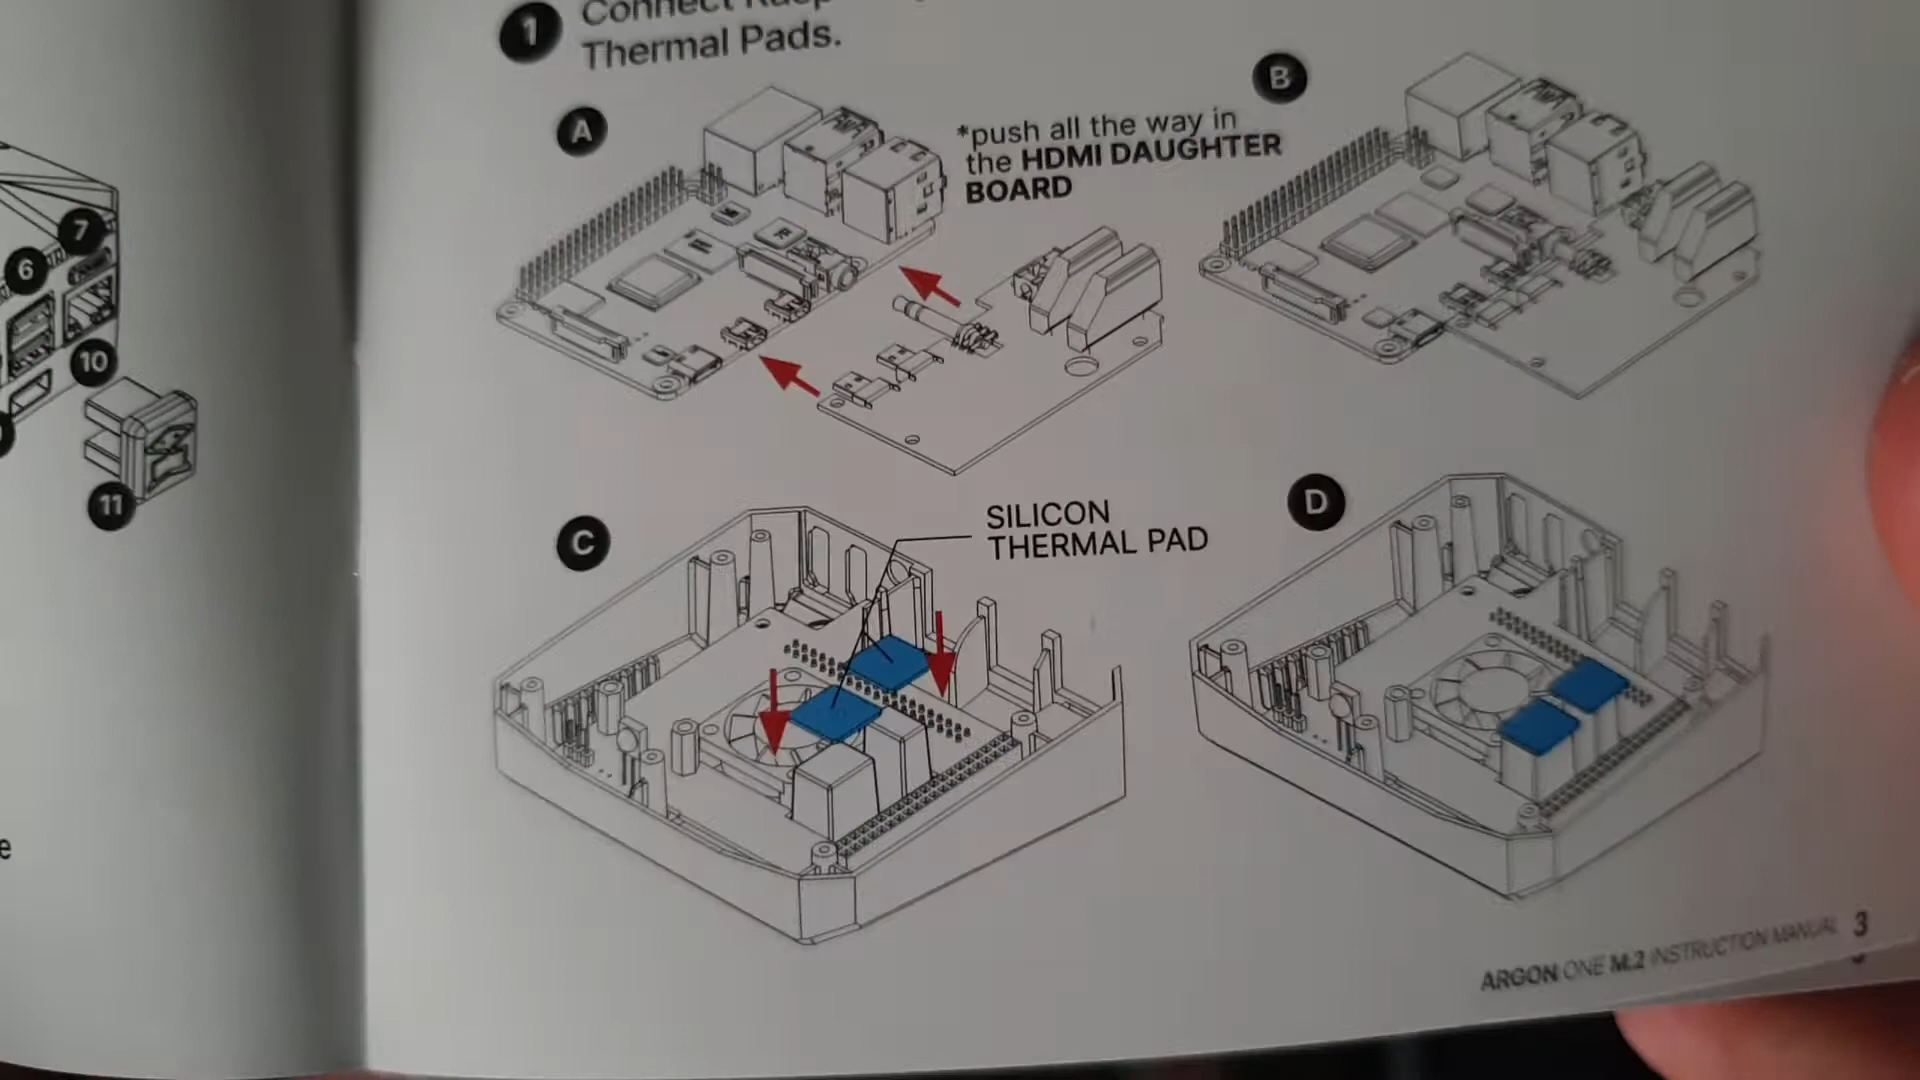 7
6
10
11
e
1
Connect
Thermal Pads.
A
*push all the way in
the HDMI DAUGHTER
BOARD
B
C
SILICON
THERMAL PAD
D
ARGON ONE M.2 INSTRUCTION MANUAL 3